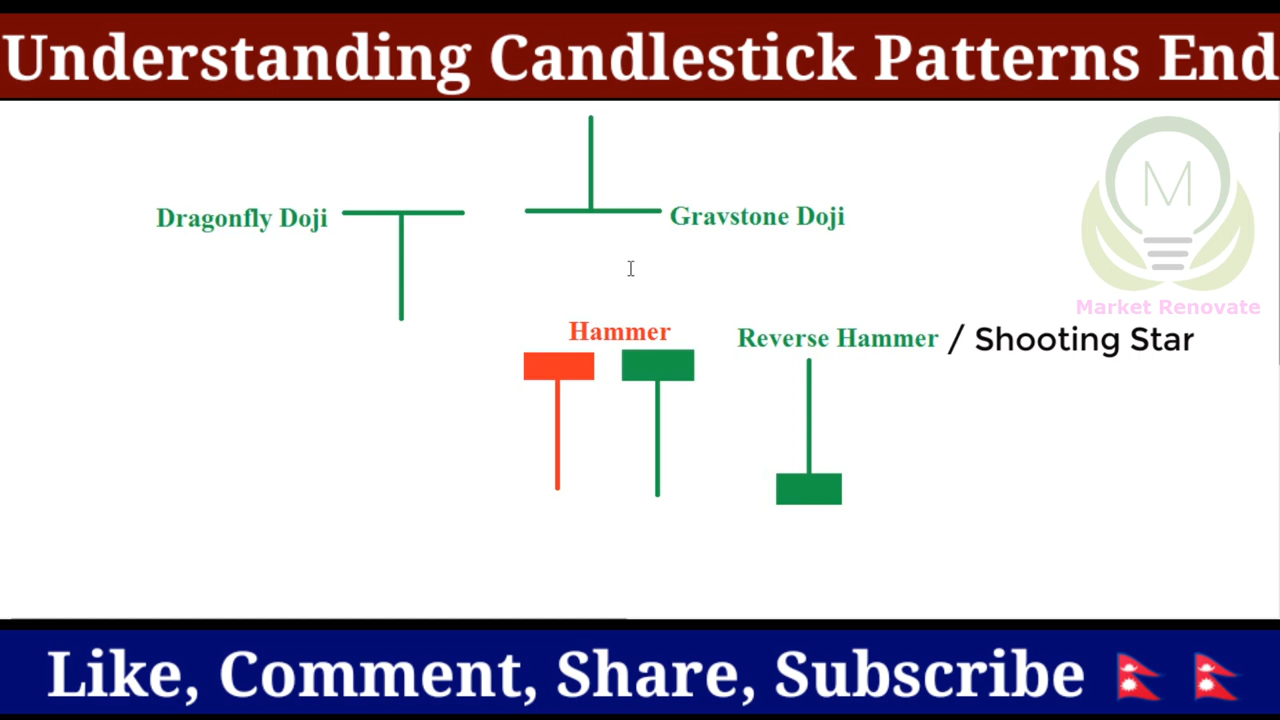 Understanding Candlestick Patterns End
Dragonfly Doji
Gravstone Doji
M
Market Renovate
Hammer
Reverse Hammer / Shooting Star
Like, Comment, Share, Subscribe